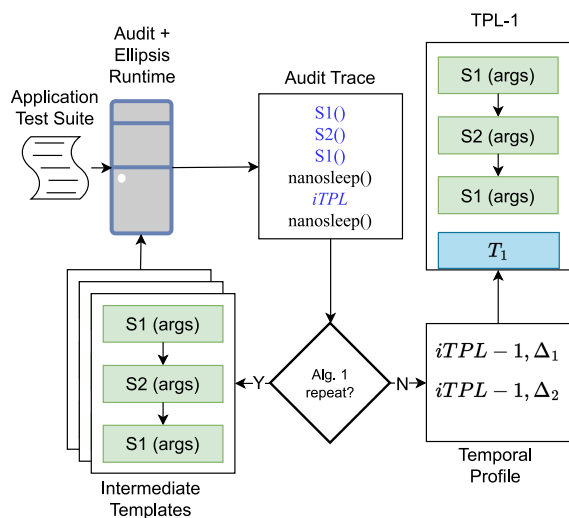 Audit +
Ellipsis
Runtime
Application
Test Suite
Audit Trace
S1()
S2()
S1()
nanosleep()
iTPL
nanosleep()
TPL-1
S1 (args)
S2 (args)
S1 (args)
T₁
S1 (args)
S2 (args)
S1 (args)
Intermediate
Templates
Y
Alg. 1
repeat?
N
iTPL − 1, Δ₁
iTPL − 1, Δ₂
Temporal
Profile